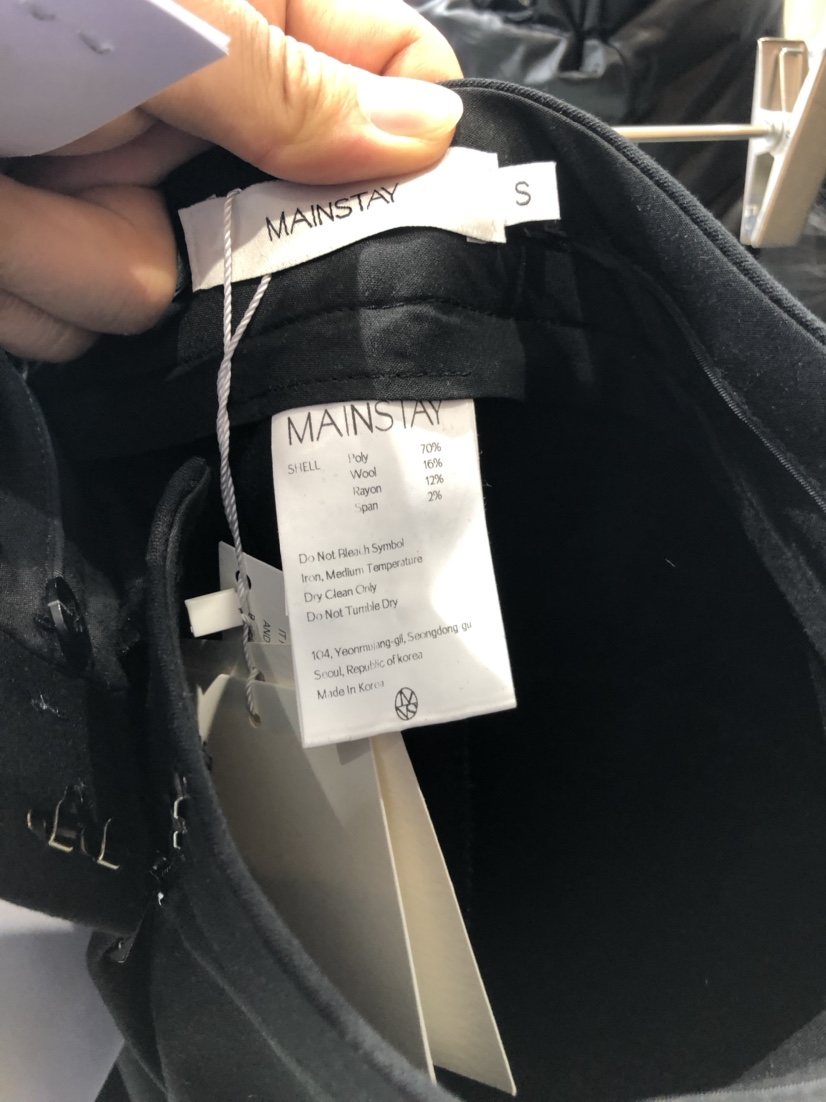 MAINSTAY
S
MAINSTAY
SHELL Poly 70%
Wool 16%
Rayon 12%
Span 2%
Do Not Bleach Symbol
Iron, Medium Temperature
Dry Clean Only
Do Not Tumble Dry
104, Yeonmujang-gil, Seongdong gu
Seoul, Republic of korea
Made In Korea
AND